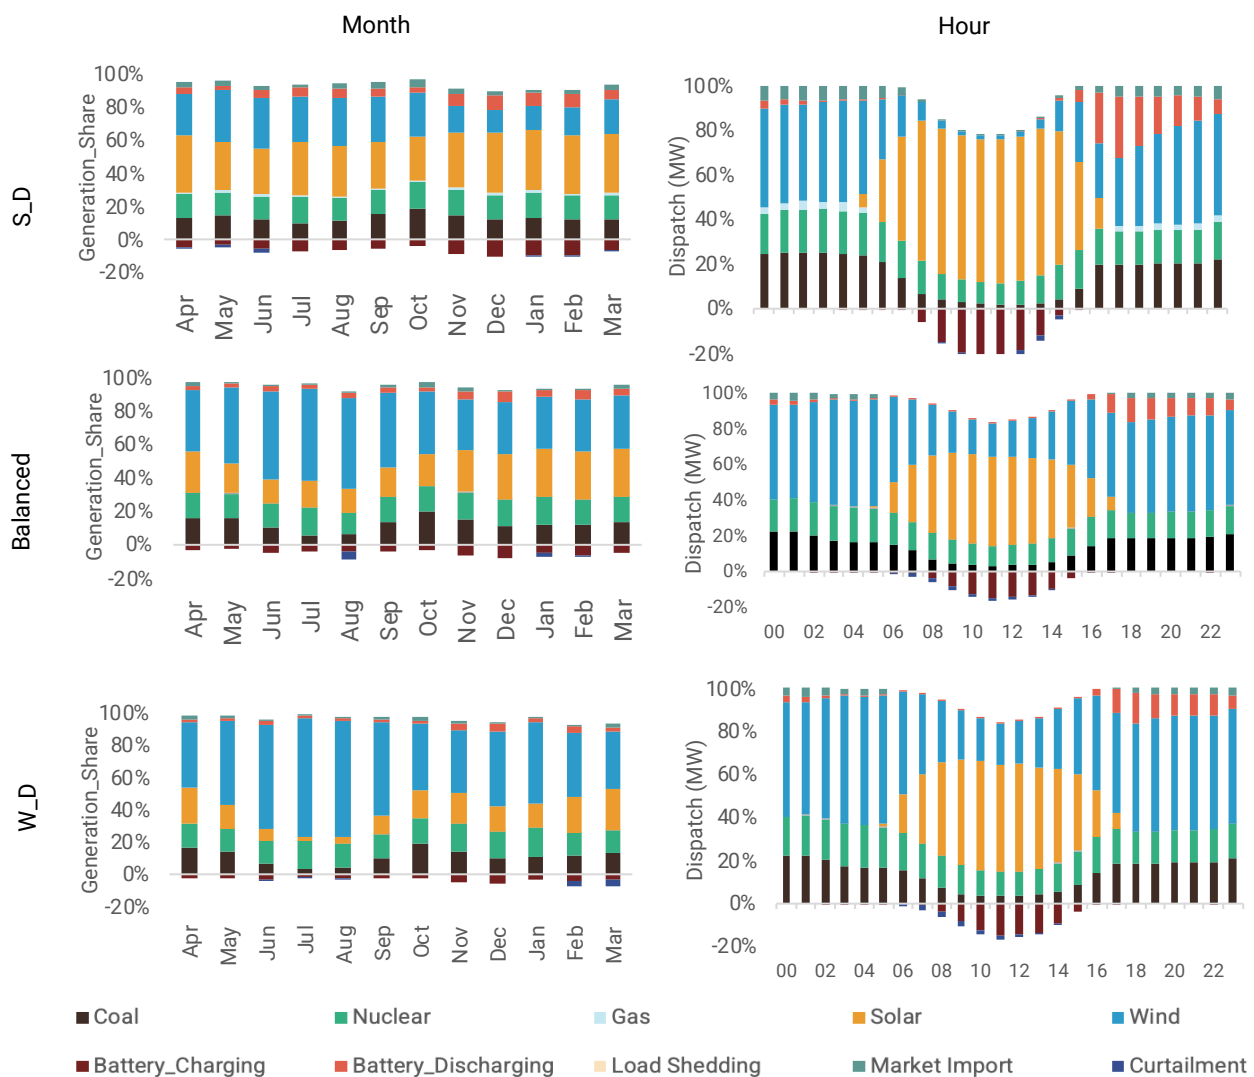 Month
Hour
S_D
Generation_Share
100%
80%
60%
40%
20%
0%
-20%
Apr May Jun Jul Aug Sep Oct Nov Dec Jan Feb Mar
Dispatch (MW)
100%
80%
60%
40%
20%
0%
-20%
Balanced
Generation_Share
100%
80%
60%
40%
20%
0%
-20%
Apr May Jun Jul Aug Sep Oct Nov Dec Jan Feb Mar
Dispatch (MW)
100%
80%
60%
40%
20%
0%
-20%
00 02 04 06 08 10 12 14 16 18 20 22
W_D
Generation_Share
100%
80%
60%
40%
20%
0%
-20%
Apr May Jun Jul Aug Sep Oct Nov Dec Jan Feb Mar
Dispatch (MW)
100%
80%
60%
40%
20%
0%
-20%
00 02 04 06 08 10 12 14 16 18 20 22
Coal Nuclear Gas Solar Wind
Battery_Charging Battery_Discharging Load Shedding Market Import Curtailment